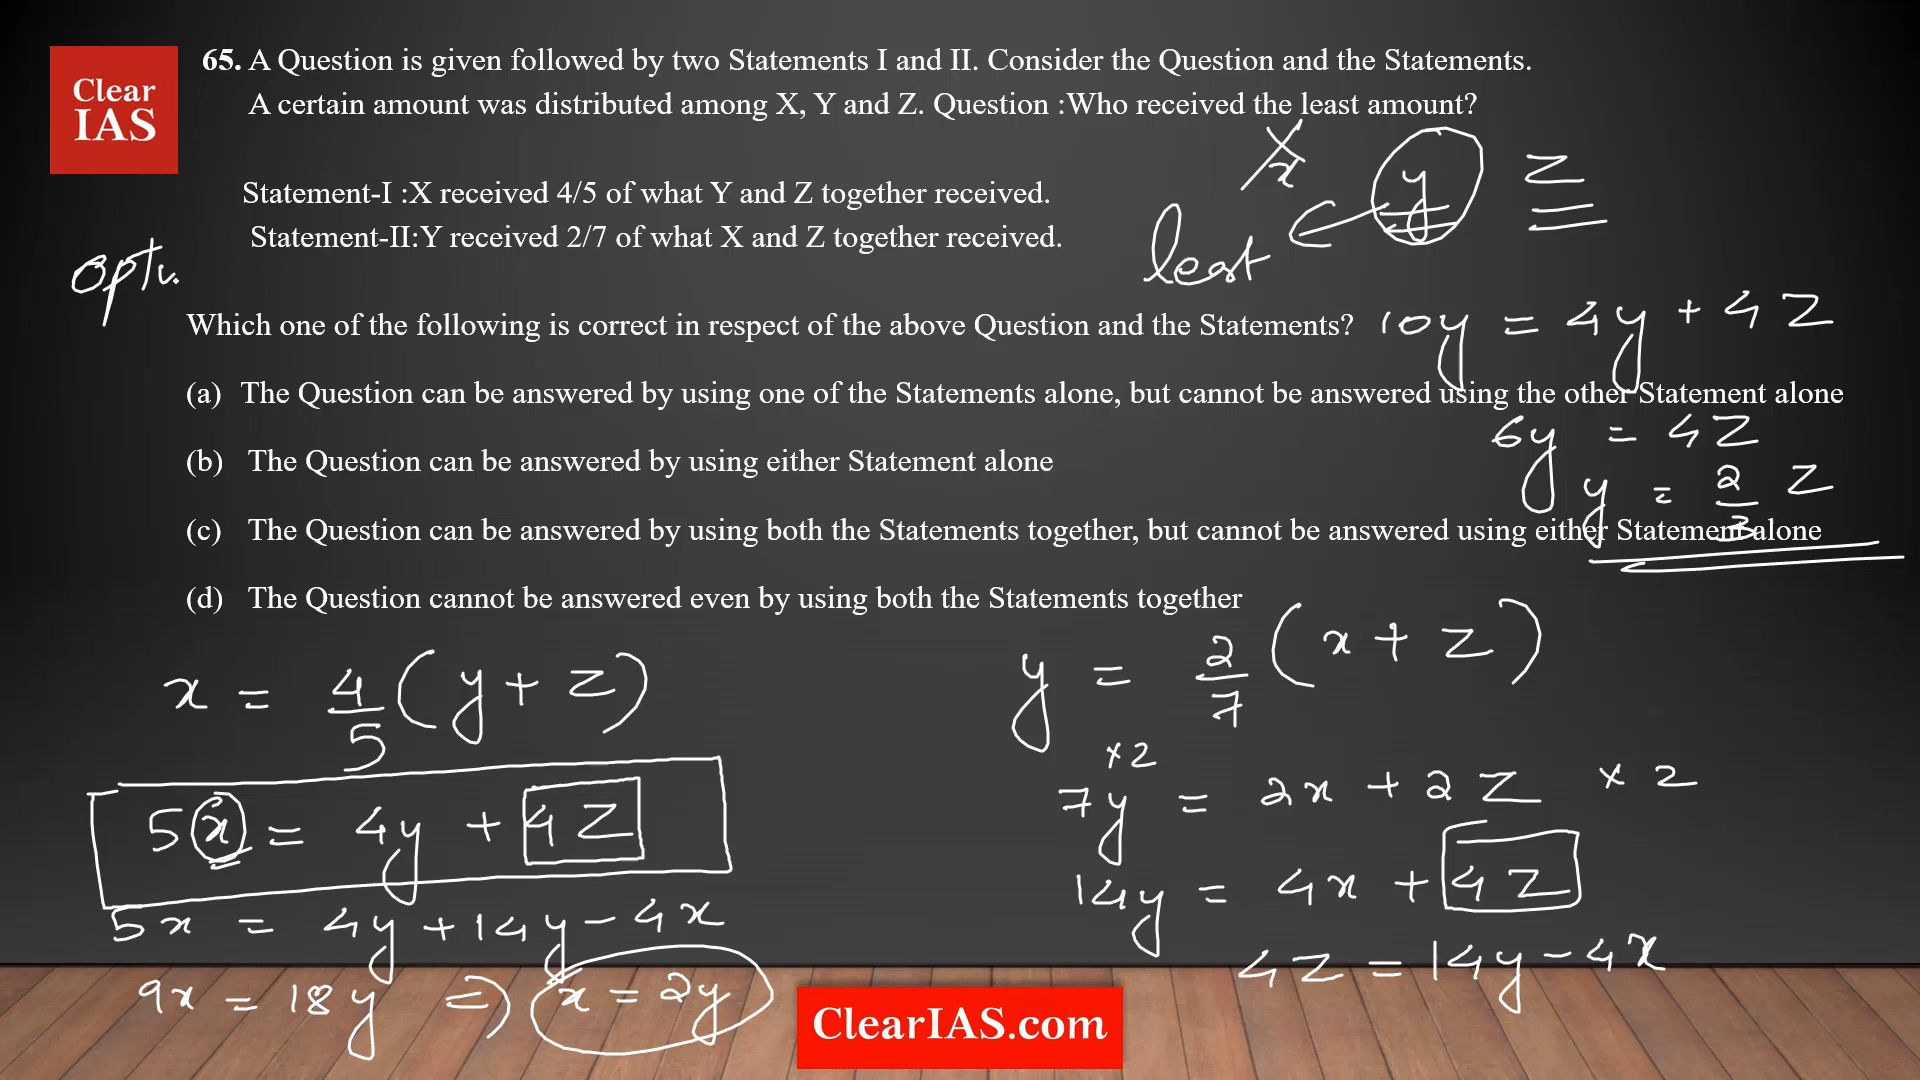 Clear
IAS
65. A Question is given followed by two Statements I and II. Consider the Question and the Statements.
A certain amount was distributed among X, Y and Z. Question :Who received the least amount?
x y z
Statement-I :X received 4/5 of what Y and Z together received.
Statement-II:Y received 2/7 of what X and Z together received.
least
Which one of the following is correct in respect of the above Question and the Statements?
10y = 4y + 4z
(a) The Question can be answered by using one of the Statements alone, but cannot be answered using the other Statement alone
6y = 4z
(b) The Question can be answered by using either Statement alone
y = 2/3 z
(c) The Question can be answered by using both the Statements together, but cannot be answered using either Statement alone
(d) The Question cannot be answered even by using both the Statements together
x = 4/5 (y + z)
y = 2/7 (x + z)
×2
5x = 4y + 4z
7y = 2x + 2z ×2
14y = 4x + 4z
5x = 4y + 14y - 4x
4z = 14y - 4x
9x = 18y => x = 2y
ClearIAS.com